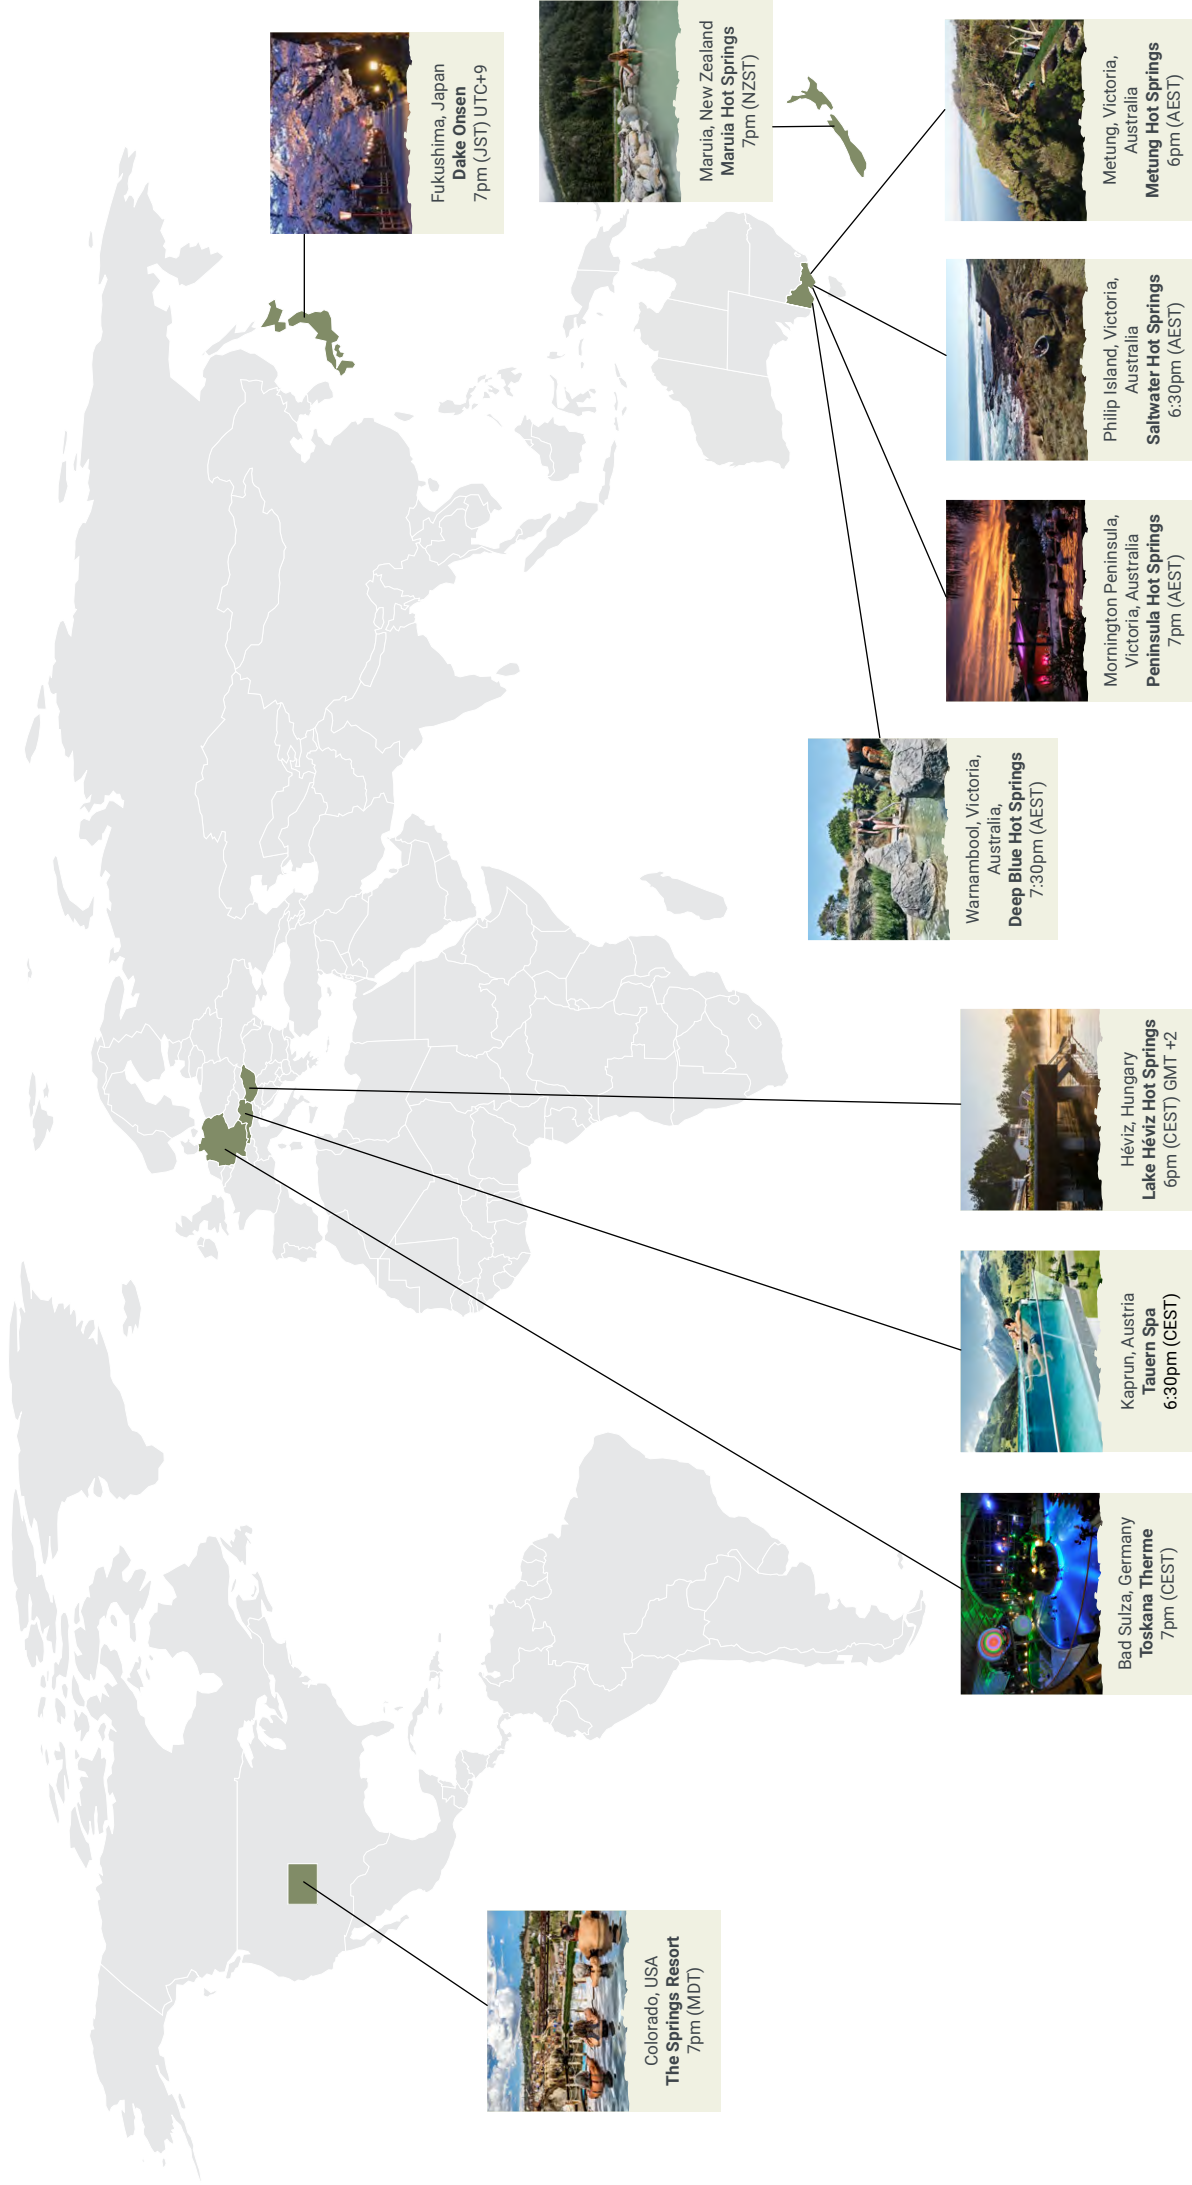 Colorado, USA
The Springs Resort
7pm (MDT)
Bad Sulza, Germany
Toskana Therme
7pm (CEST)
Kaprun, Austria
Tauern Spa
6:30pm (CEST)
Héviz, Hungary
Lake Héviz Hot Springs
6pm (CEST) GMT +2
Warnambool, Victoria,
Australia,
Deep Blue Hot Springs
7:30pm (AEST)
Mornington Peninsula,
Victoria, Australia
Peninsula Hot Springs
7pm (AEST)
Philip Island, Victoria,
Australia
Saltwater Hot Springs
6:30pm (AEST)
Metung, Victoria,
Australia
Metung Hot Springs
6pm (AEST)
Maruia, New Zealand
Maruia Hot Springs
7pm (NZST)
Fukushima, Japan
Dake Onsen
7pm (JST) UTC+9